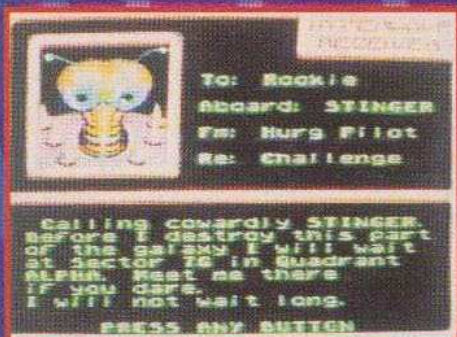 RECEIVER
To: Rookie
Aboard: STINGER
Fm: Hurg Pilot
Re: Challenge
Calling cowardly STINGER.
Before I destroy this part
of the galaxy I will wait
at Sector 76 in Quadrant
ALPHA. Meet me there
if you dare.
I will not wait long.
PRESS ANY BUTTON